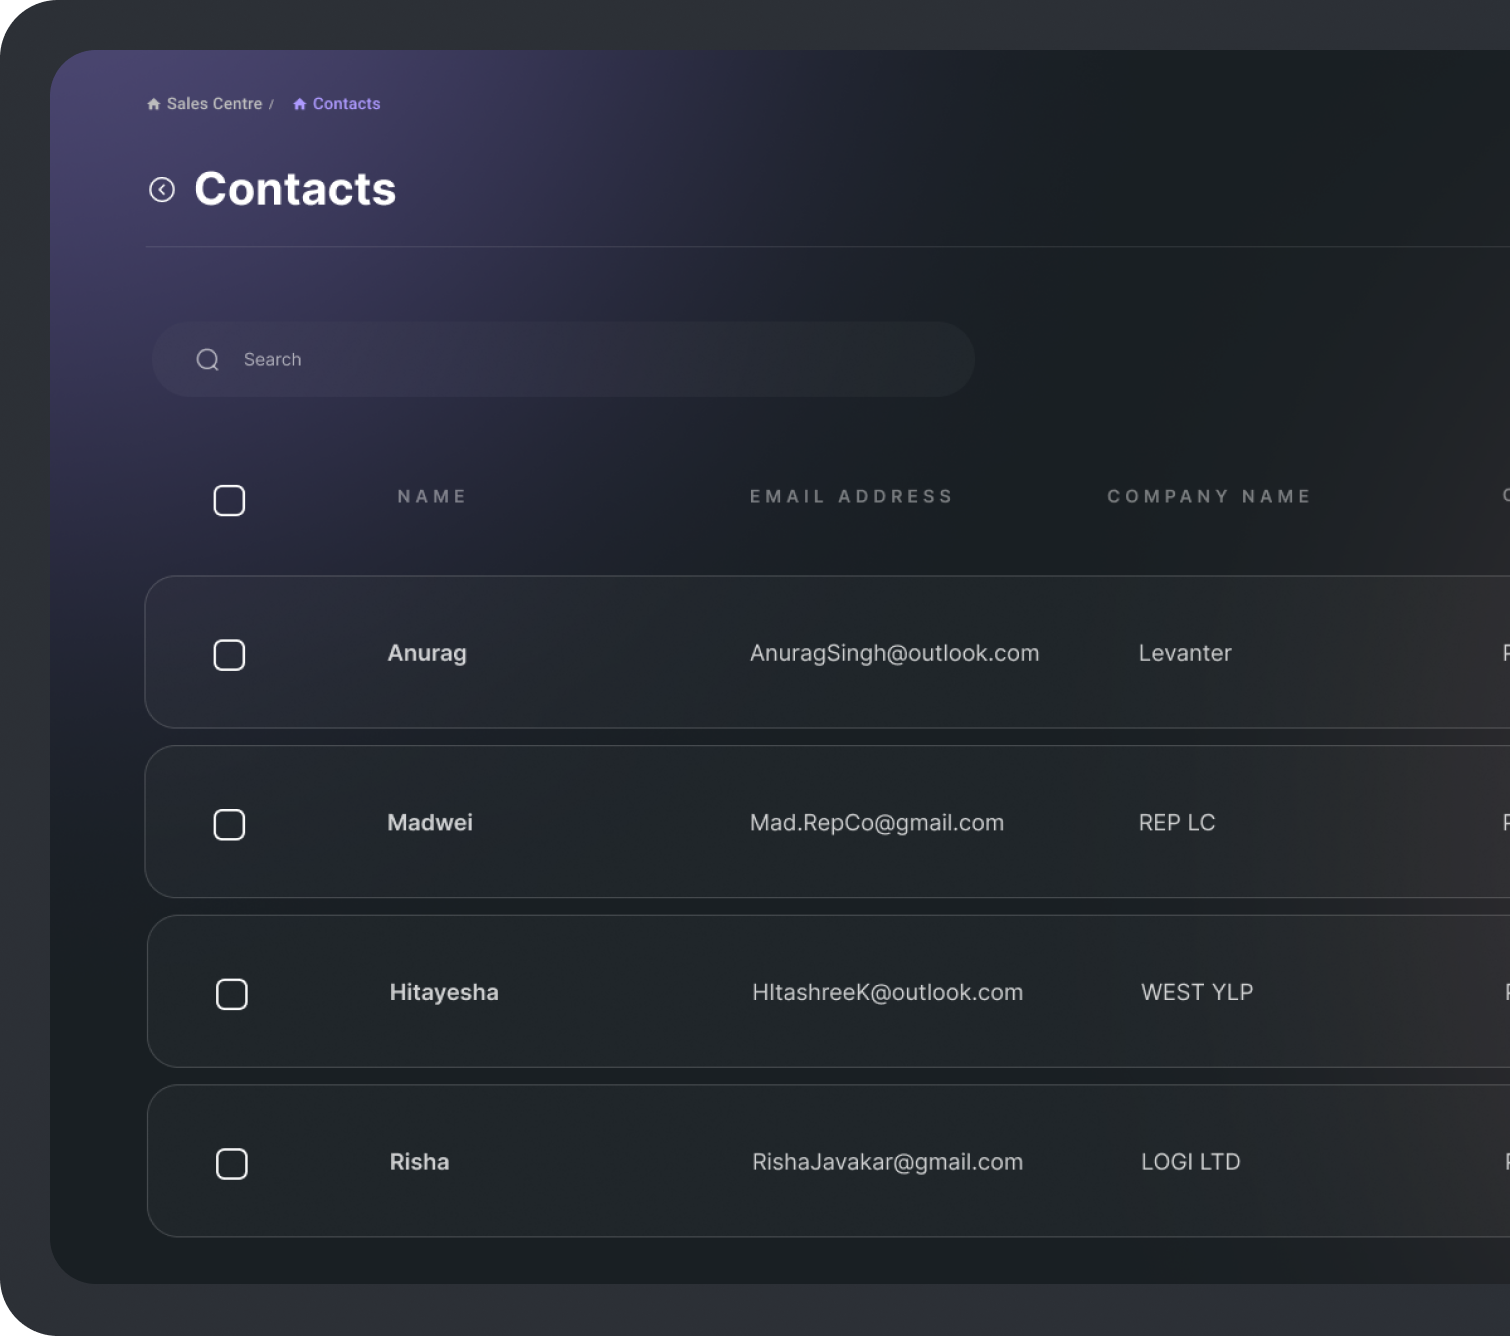 Sales Centre / Contacts
Contacts
Search
NAME EMAIL ADDRESS COMPANY NAME
Anurag AnuragSingh@outlook.com Levanter
Madwei Mad.RepCo@gmail.com REP LC
Hitayesha HItashreeK@outlook.com WEST YLP
Risha RishaJavakar@gmail.com LOGI LTD